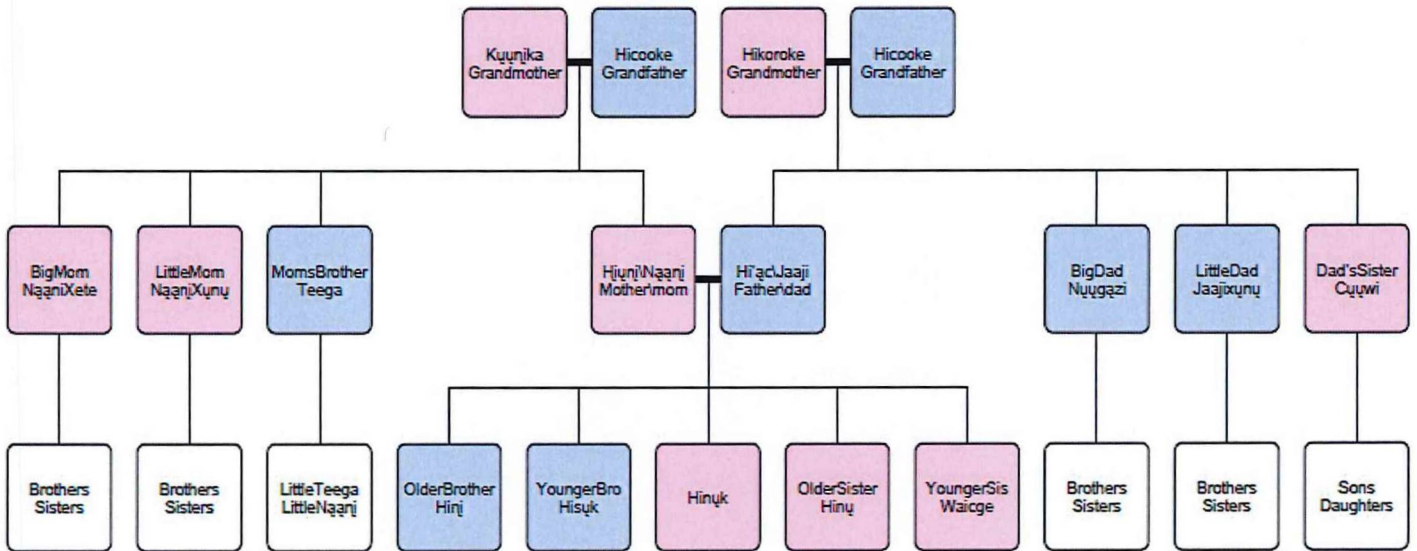 Kųųnįka
Grandmother
Hicooke
Grandfather
Hikoroke
Grandmother
Hicooke
Grandfather
BigMom
NąąniXete
LittleMom
NąąnįXųnų
MomsBrother
Teega
Hįųnį\Nąąnį
Mother\mom
Hi'ąc\Jaaji
Father\dad
BigDad
Nųųgązi
LittleDad
Jaajixųnų
Dad'sSister
Cųųwį
Brothers
Sisters
Brothers
Sisters
LittleTeega
LittleNąąnį
OlderBrother
Hinį
YoungerBro
Hisųk
Hinųk
OlderSister
Hinų
YoungerSis
Waicge
Brothers
Sisters
Brothers
Sisters
Sons
Daughters